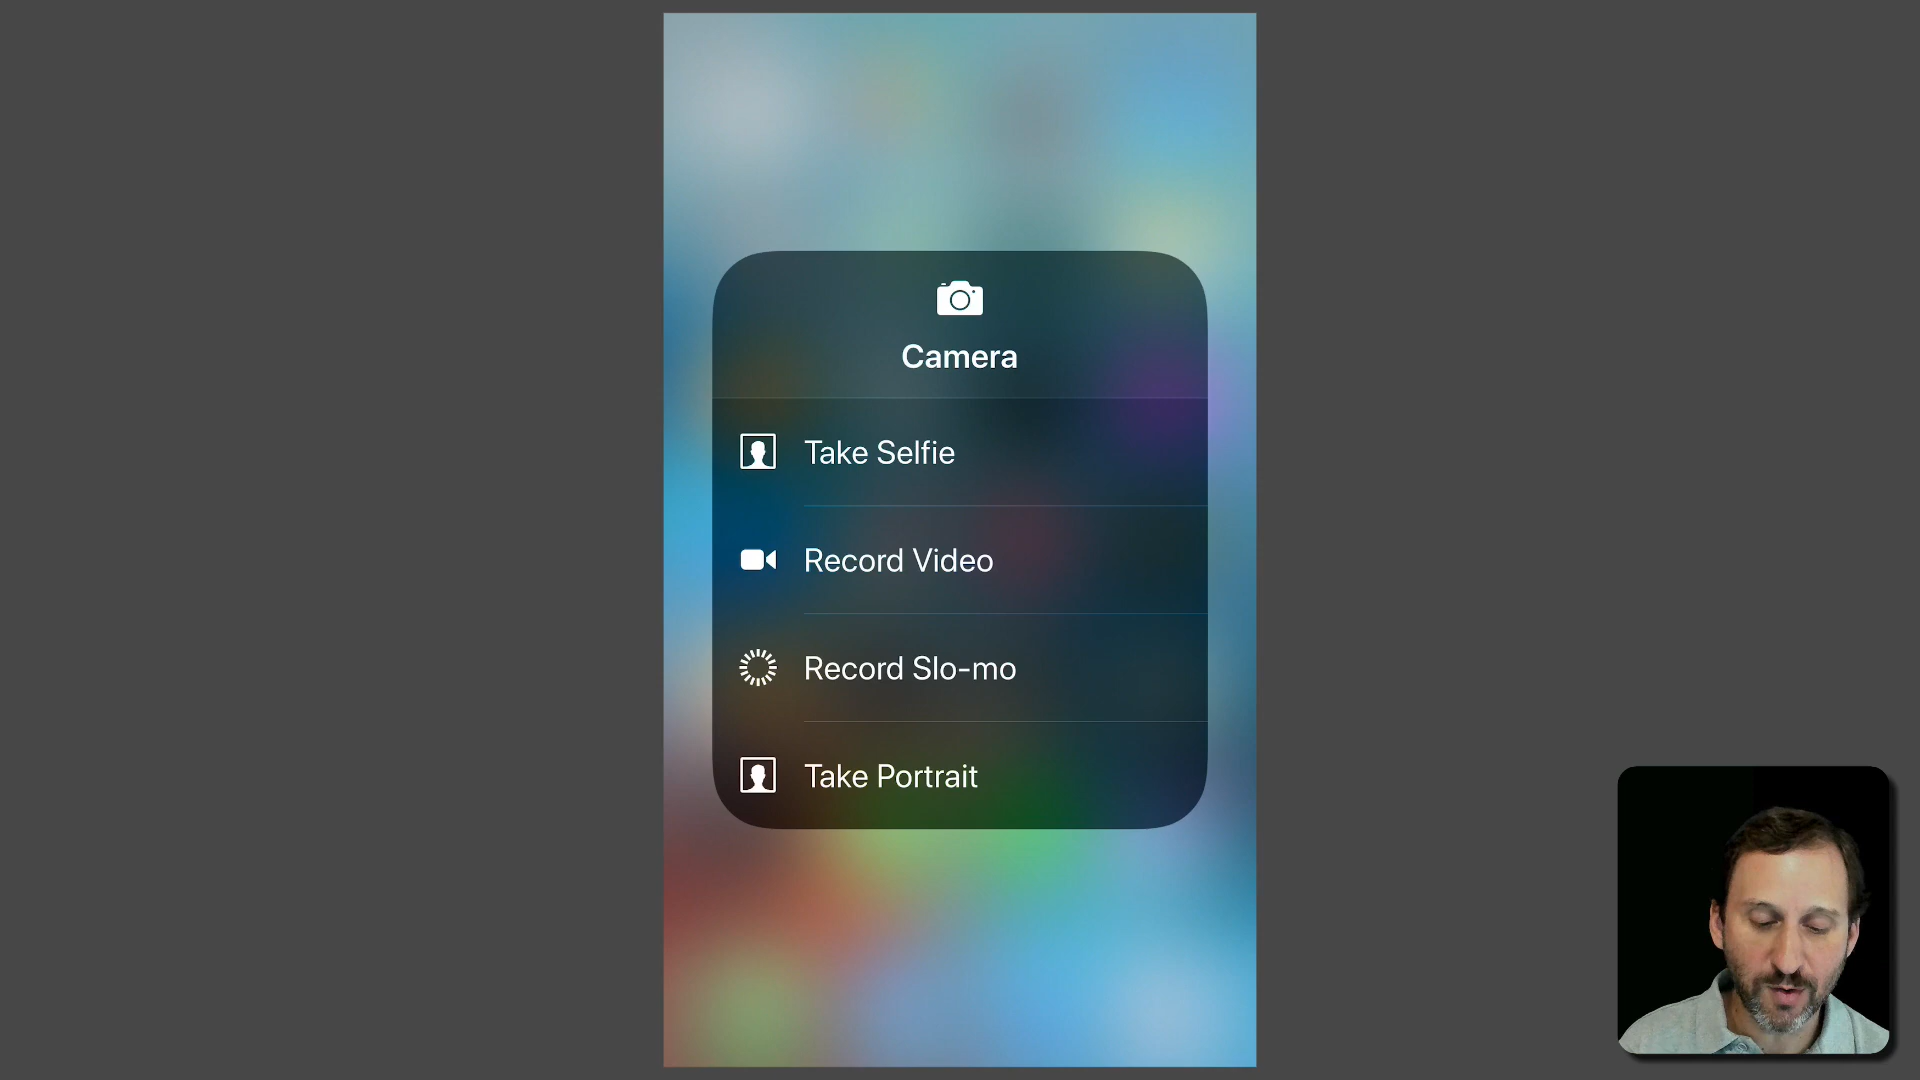 Camera
Take Selfie
Record Video
Record Slo-mo
Take Portrait